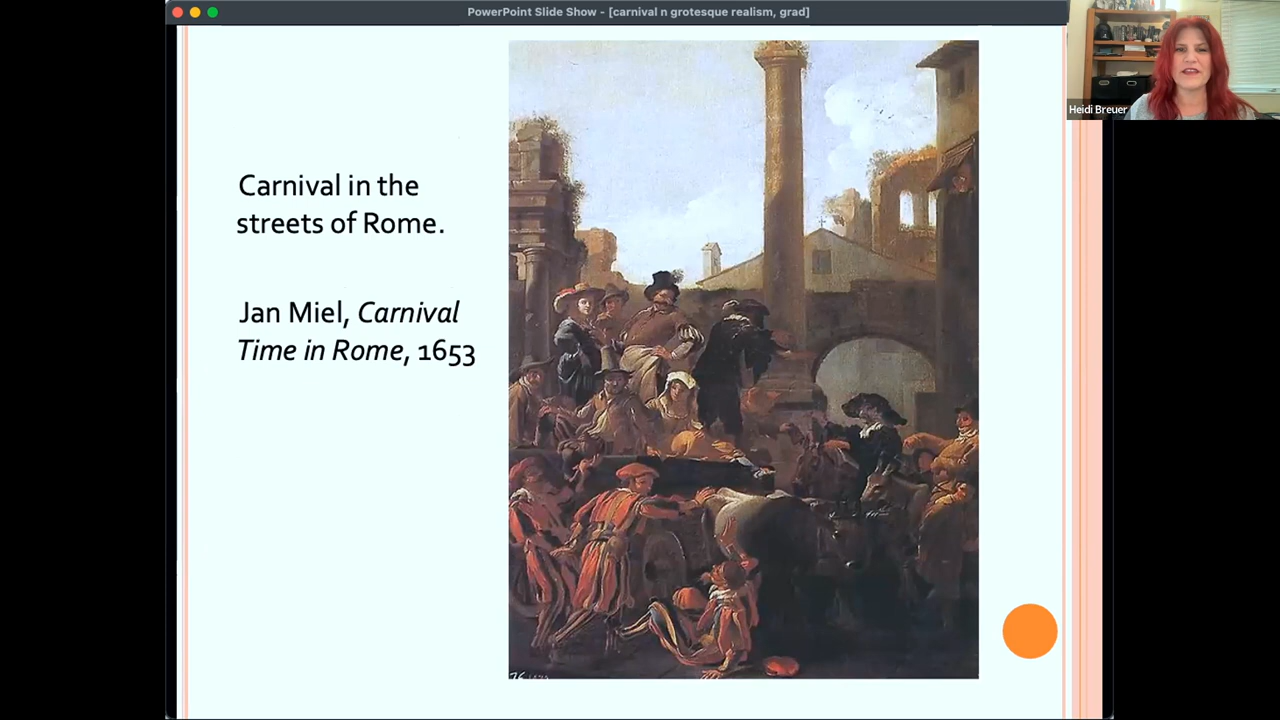 PowerPoint Slide Show - [carnival n grotesque realism, grad]
Heidi Breuer
Carnival in the
streets of Rome.
Jan Miel, Carnival
Time in Rome, 1653